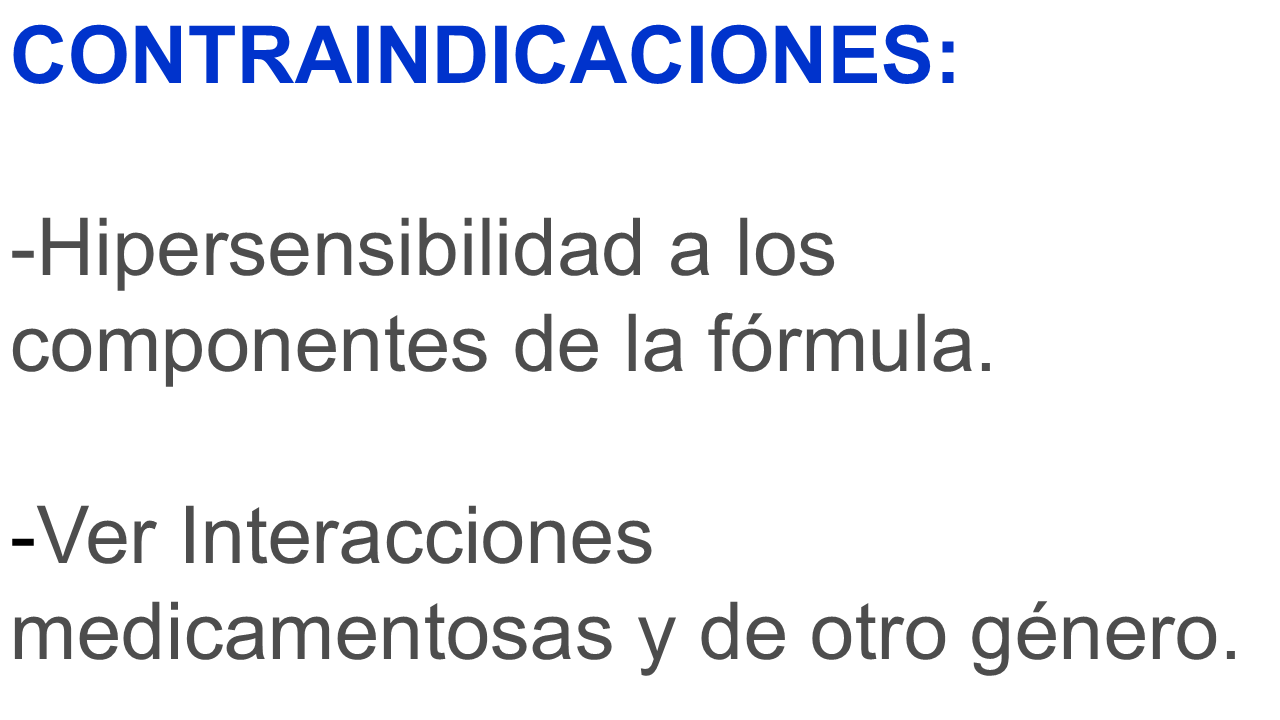 CONTRAINDICACIONES:
-Hipersensibilidad a los
componentes de la fórmula.
-Ver Interacciones
medicamentosas y de otro género.